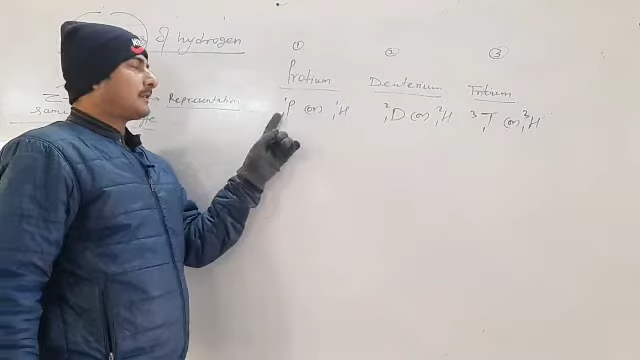 of hydrogen
① ② ③
Protium Deuterium Tritium
Representation
¹₁P (or) ¹₁H ²₁D (or) ²₁H ³₁T (or) ³₁H